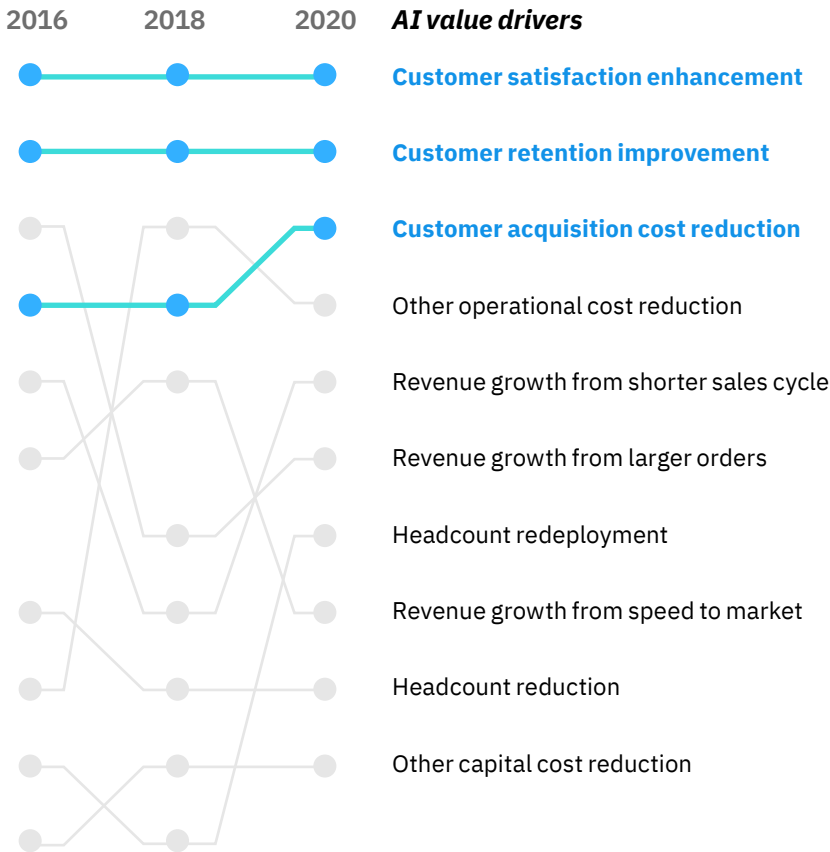 2016 2018 2020 AI value drivers
Customer satisfaction enhancement
Customer retention improvement
Customer acquisition cost reduction
Other operational cost reduction
Revenue growth from shorter sales cycle
Revenue growth from larger orders
Headcount redeployment
Revenue growth from speed to market
Headcount reduction
Other capital cost reduction